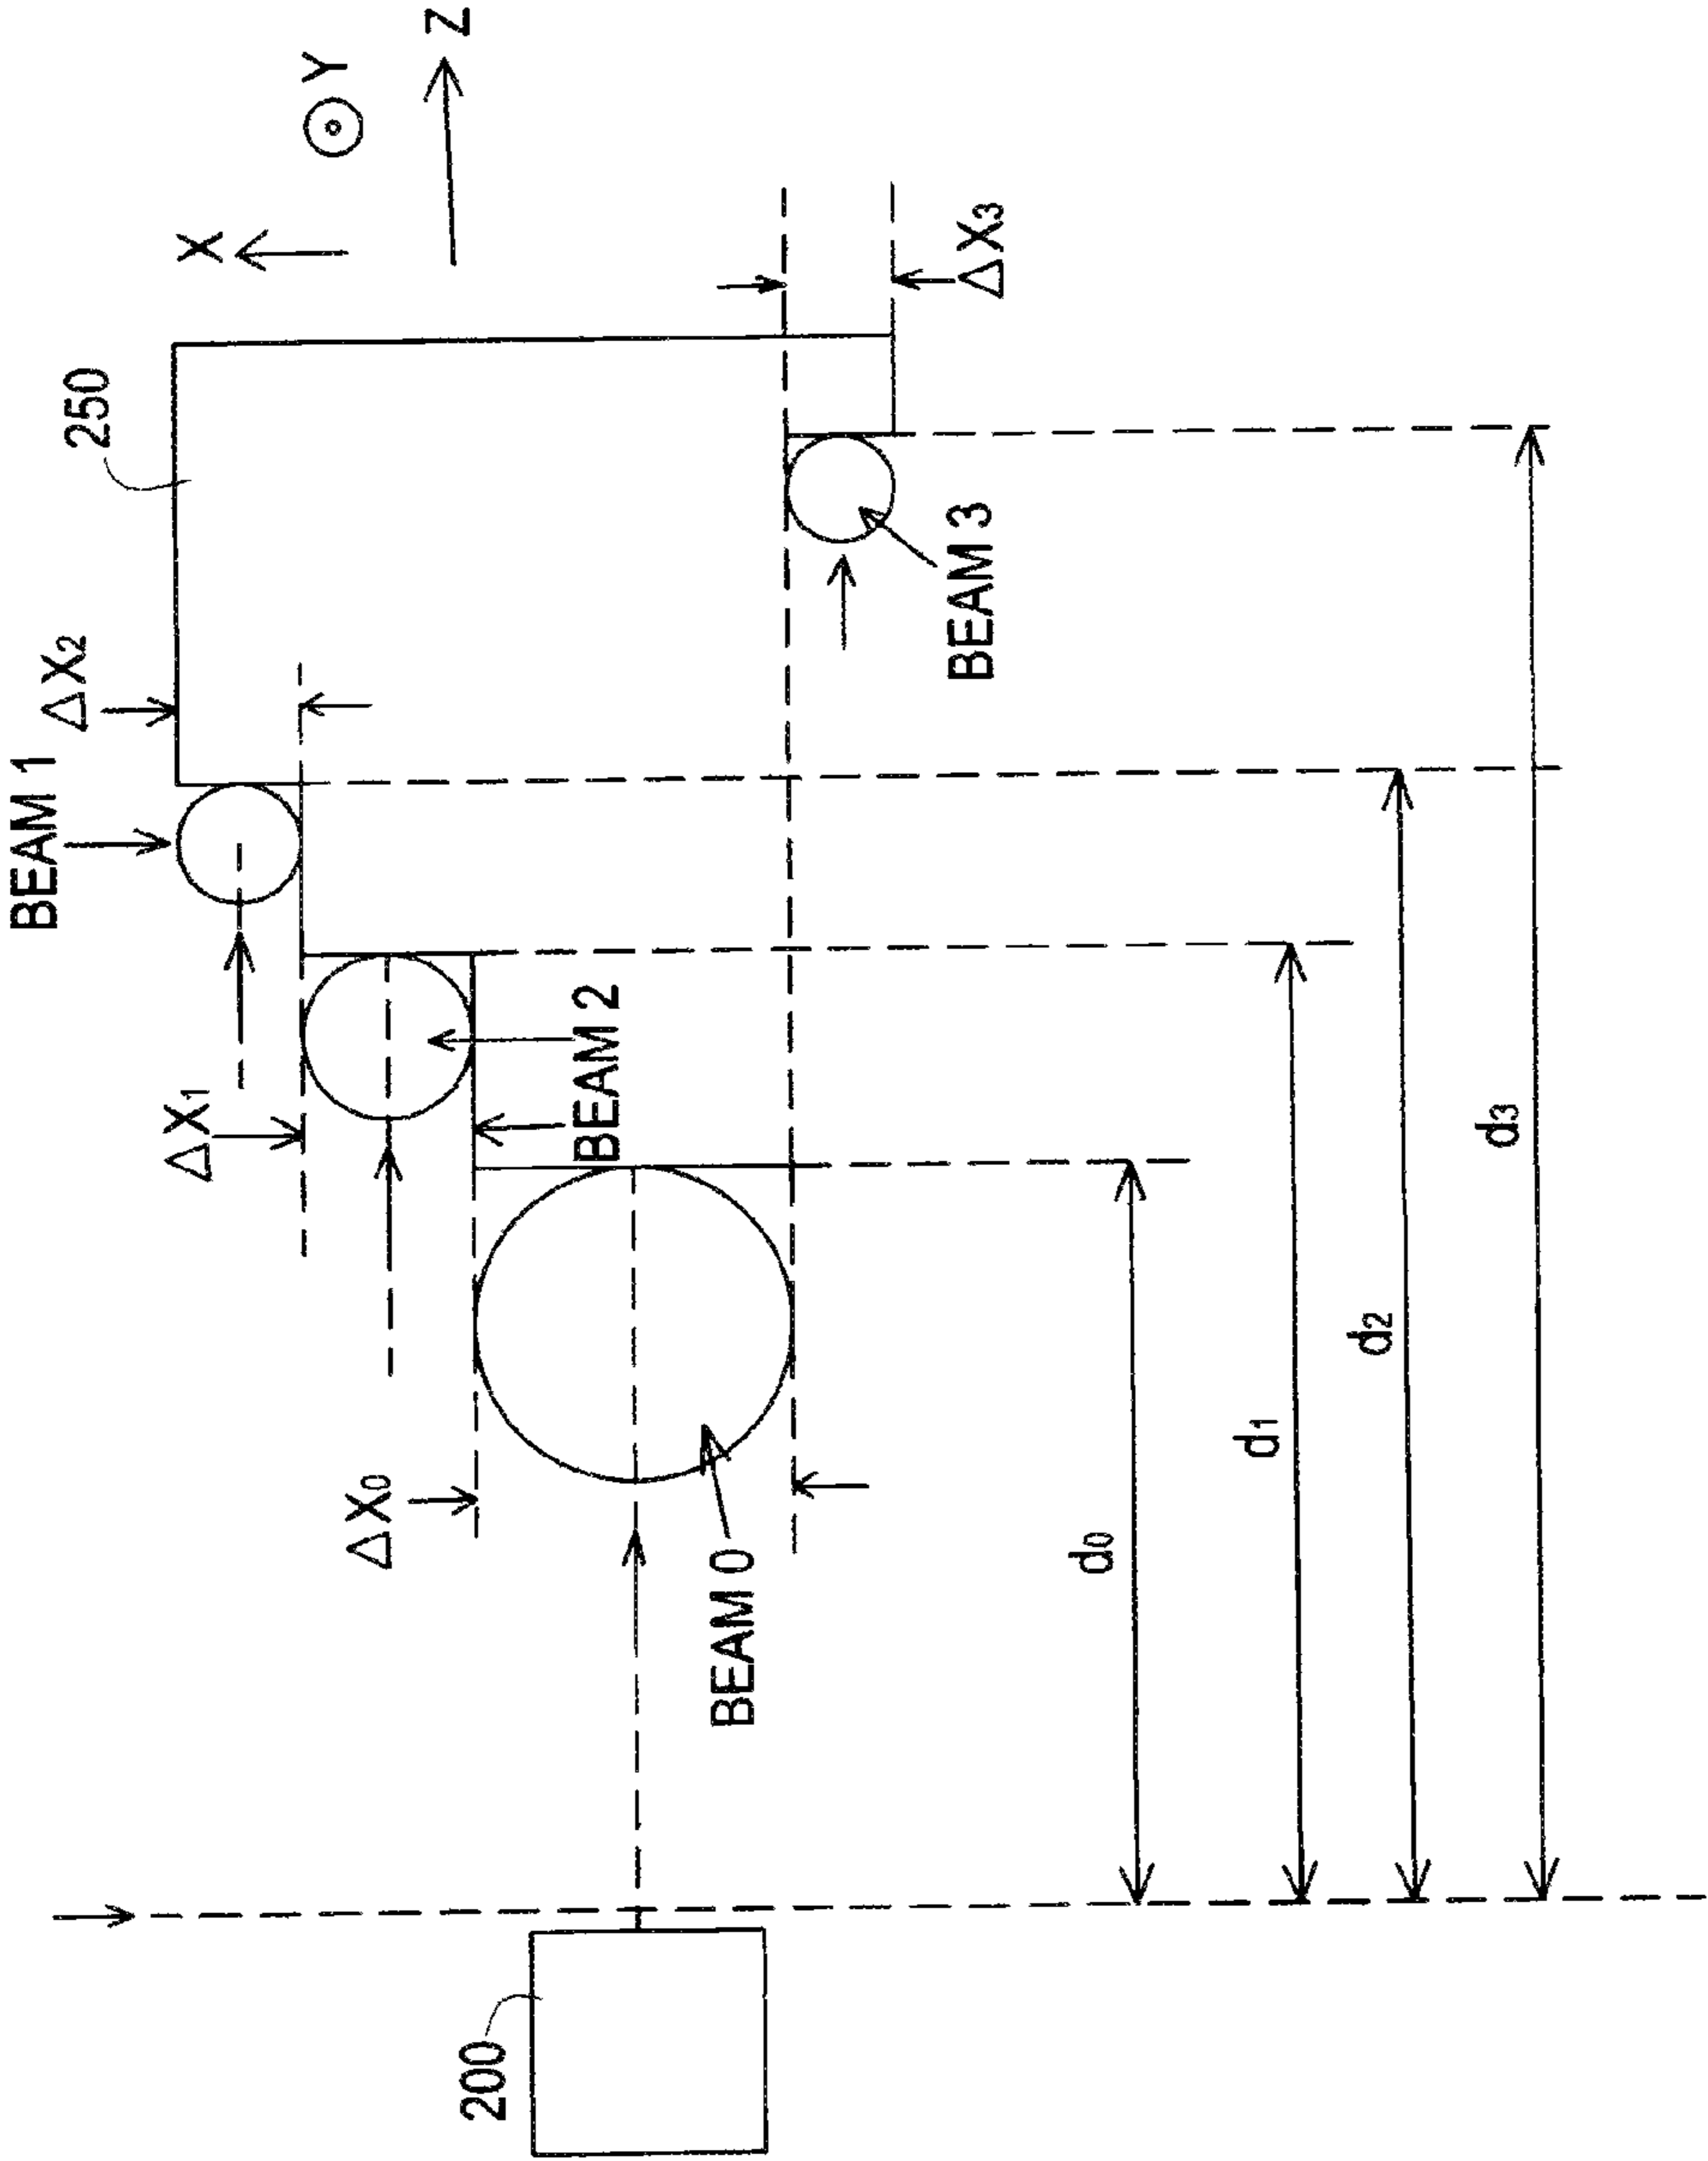 BEAM 1
ΔX2
250
X
Y
Z
ΔX1
BEAM 2
ΔX0
BEAM 0
BEAM 3
ΔX3
200
d0
d1
d2
d3